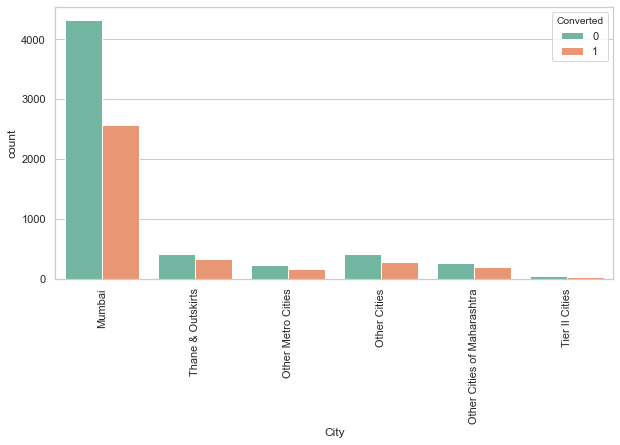 Converted
0
1
4000
3000
2000
1000
0
count
Mumbai
Thane & Outskirts
Other Metro Cities
Other Cities
Other Cities of Maharashtra
Tier II Cities
City